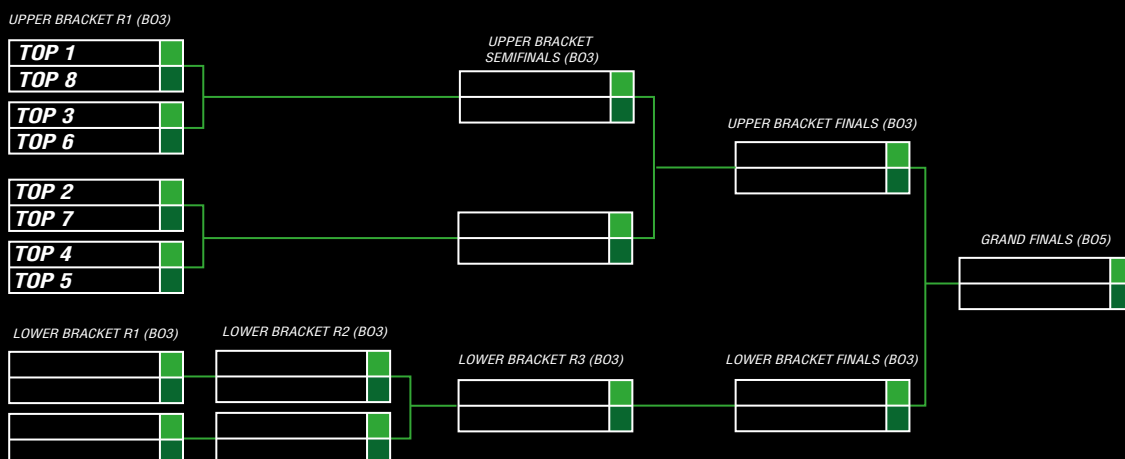 UPPER BRACKET R1 (BO3)
TOP 1
TOP 8
TOP 3
TOP 6
TOP 2
TOP 7
TOP 4
TOP 5
UPPER BRACKET
SEMIFINALS (BO3)
UPPER BRACKET FINALS (BO3)
GRAND FINALS (BO5)
LOWER BRACKET R1 (BO3)
LOWER BRACKET R2 (BO3)
LOWER BRACKET R3 (BO3)
LOWER BRACKET FINALS (BO3)